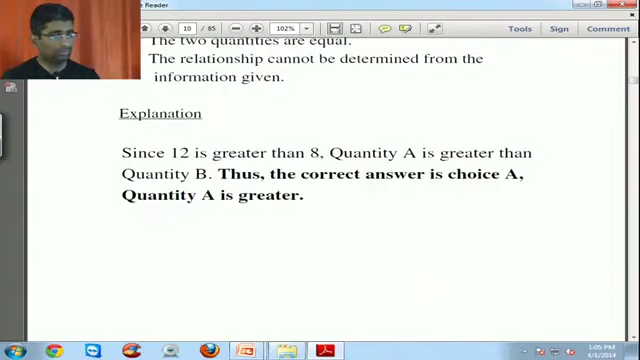 e Reader
10 / 85
102%
Tools
Sign
Comment
The two quantities are equal.
The relationship cannot be determined from the
information given.
Explanation
Since 12 is greater than 8, Quantity A is greater than
Quantity B. Thus, the correct answer is choice A,
Quantity A is greater.
1:05 PM
4/1/2014